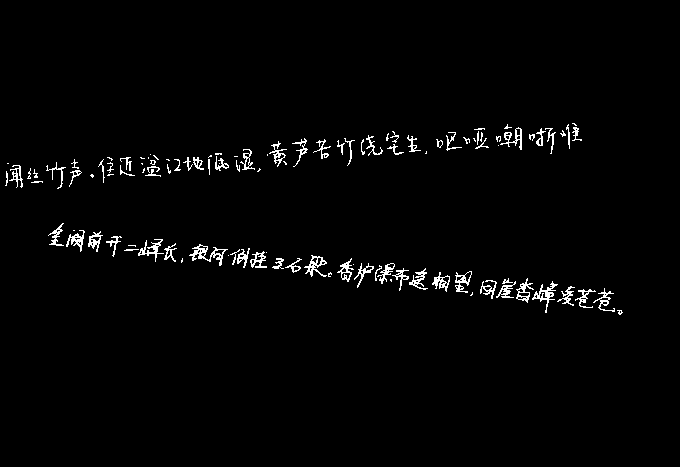 闻丝竹声。住近湓江地低湿,黄芦苦竹绕宅生,呕哑嘲哳难
金阙前开二峰长,银河倒挂三石梁。香炉瀑布遥相望,回崖沓嶂凌苍苍。